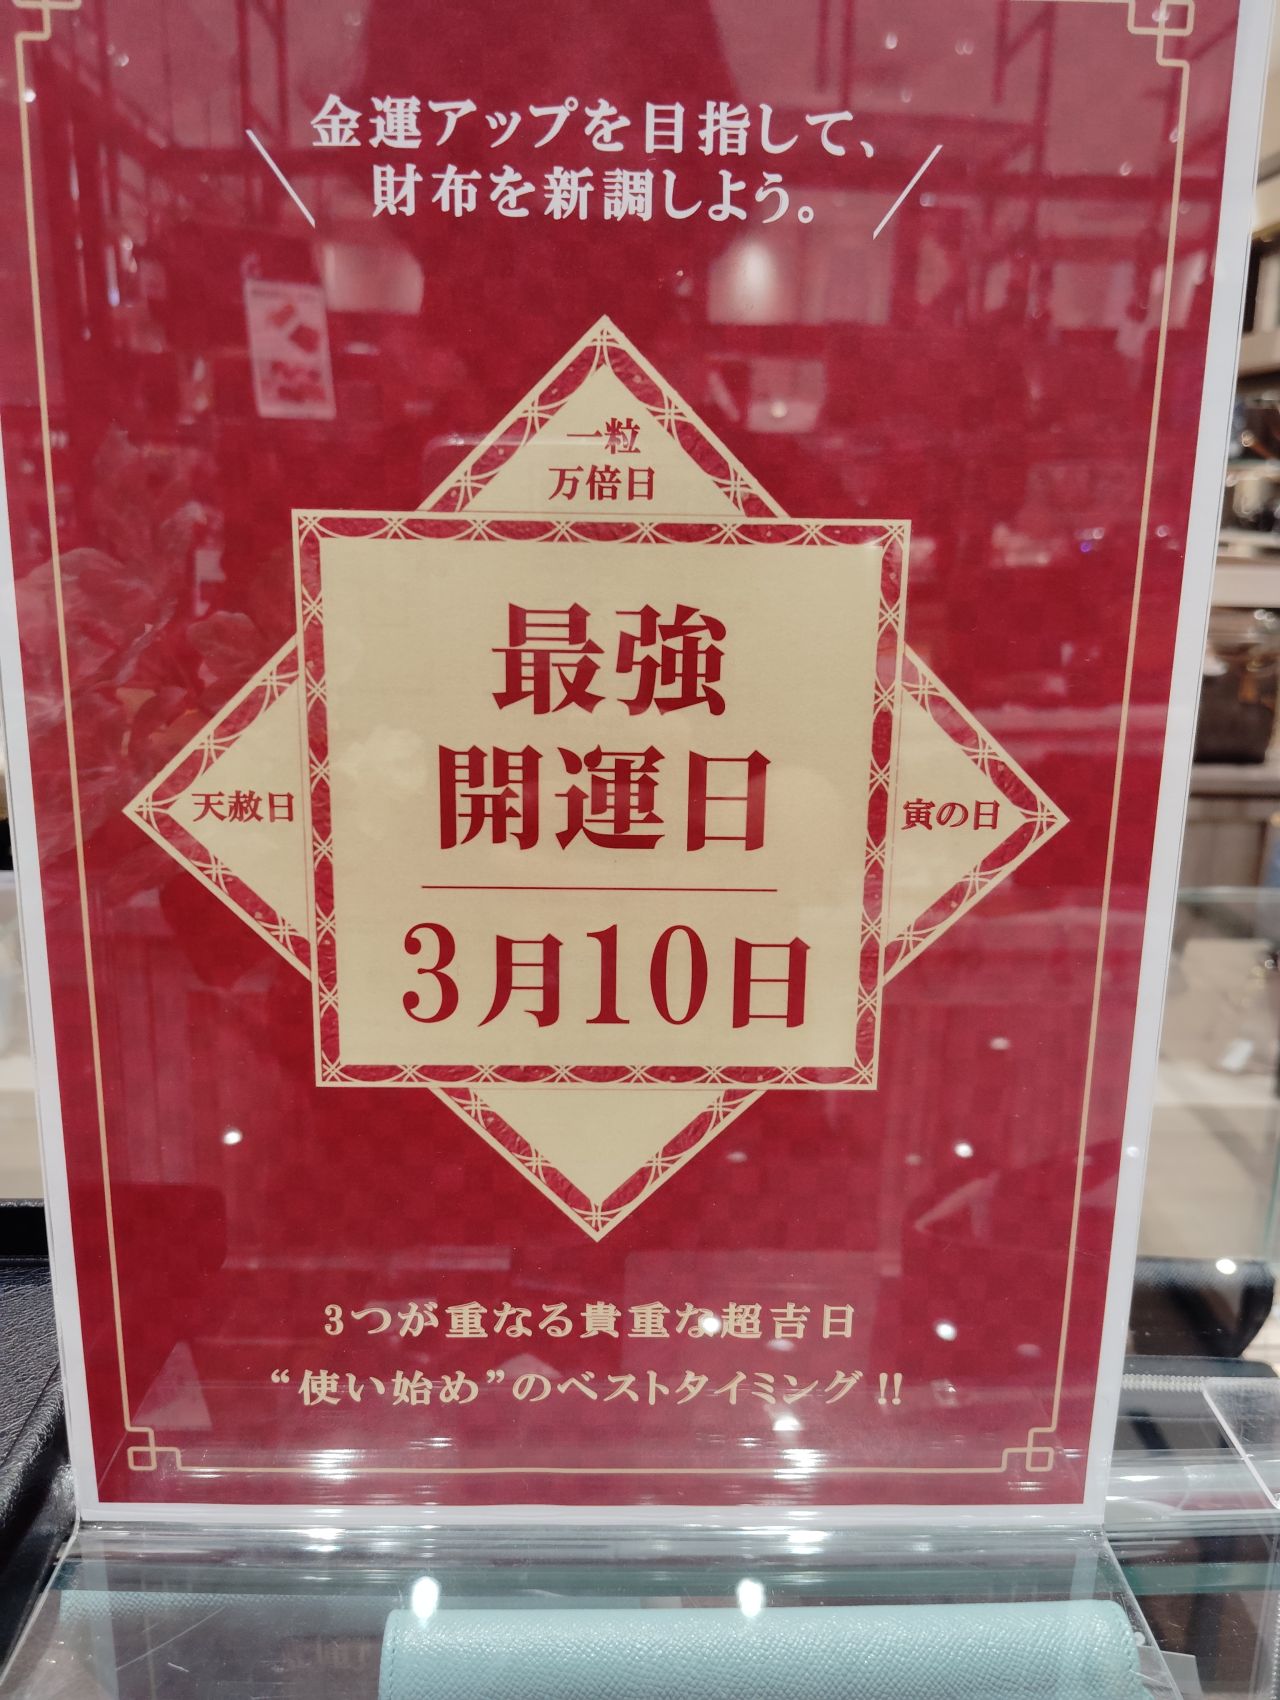 金運アップを目指して、
財布を新調しよう。
一粒
万倍日
最強
開運日
天赦日
寅の日
3月10日
3つが重なる貴重な超吉日
“使い始め”のベストタイミング!!